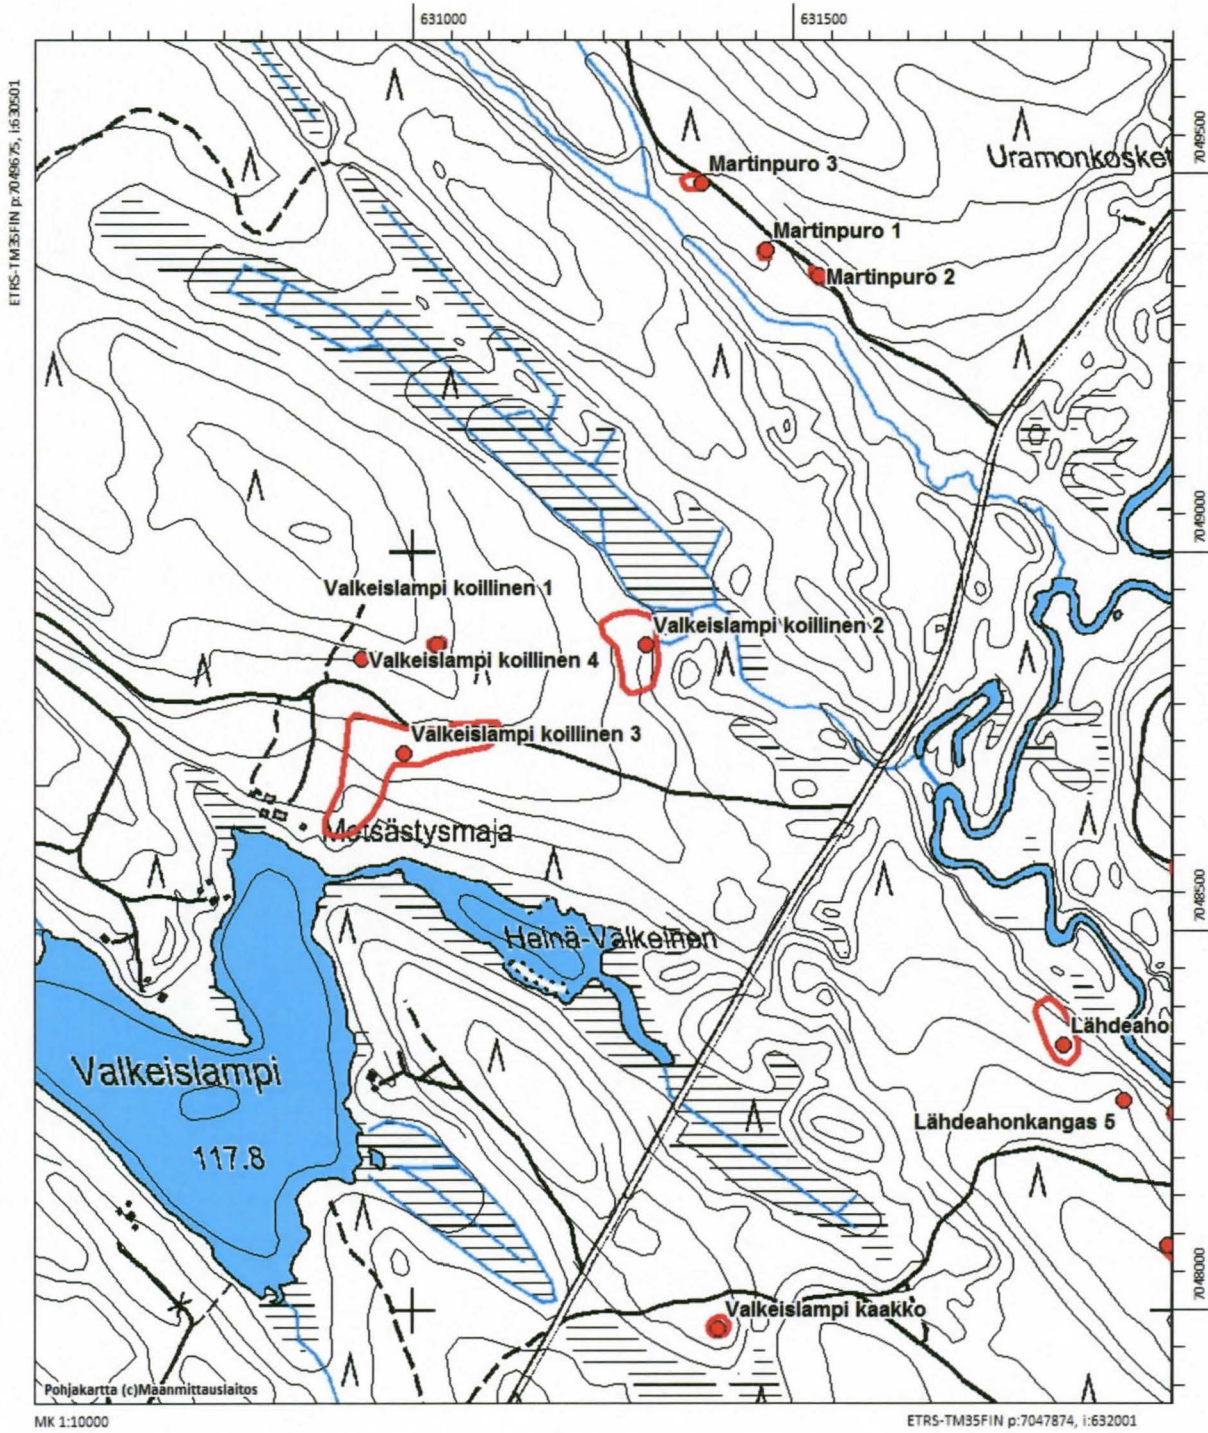 631000
631500
ETRS-TM35FIN p:7049675, i:630501
7049500
Martinpuro 3
Uramonkosket
Martinpuro 1
Martinpuro 2
7049000
Valkeislampi koillinen 1
Valkeislampi koillinen 2
Valkeislampi koillinen 4
Valkeislampi koillinen 3
Metsästysmaja
7048500
Heinä-Valkeinen
Lähdeaho
Valkeislampi
Lähdeahonkangas 5
117.8
7048000
Valkeislampi kaakko
Pohjakartta (c)Maanmittauslaitos
MK 1:10000
ETRS-TM35FIN p:7047874, i:632001